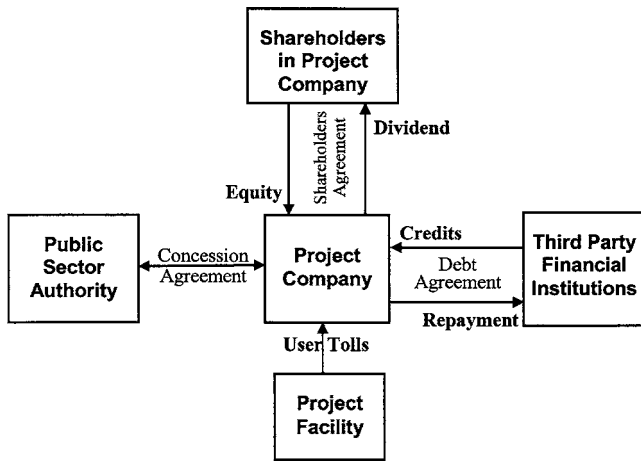 Shareholders
in Project
Company
Shareholders
Agreement
Dividend
Equity
Public
Sector
Authority
Concession
Agreement
Project
Company
Credits
Debt
Agreement
Repayment
Third Party
Financial
Institutions
User Tolls
Project
Facility